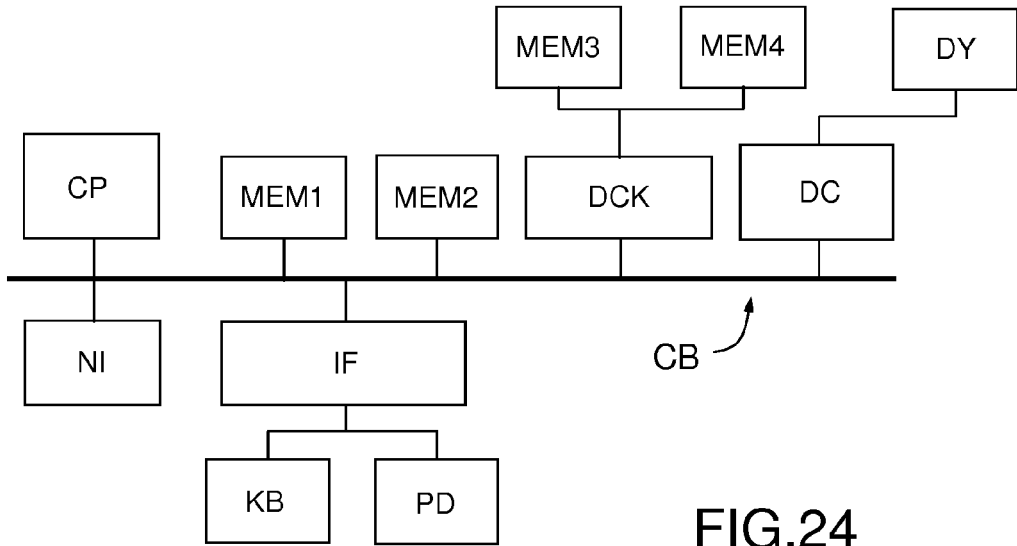 MEM3
MEM4
DY
CP
MEM1
MEM2
DCK
DC
NI
IF
CB
KB
PD
FIG.24